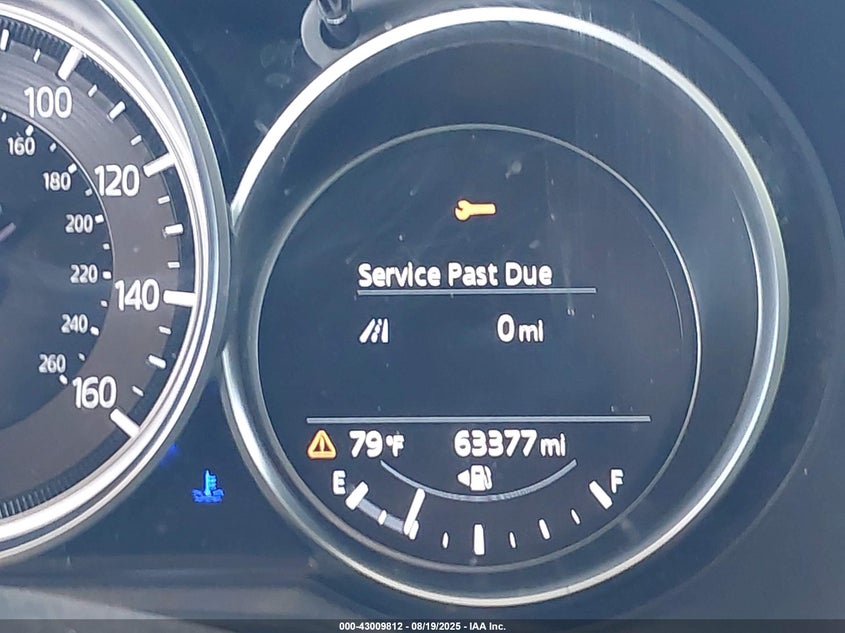 100
120
140
160
160
180
200
220
240
260
Service Past Due
0 mi
79°F
63377 mi
E
F
000-43009812 - 08/19/2025 - IAA Inc.